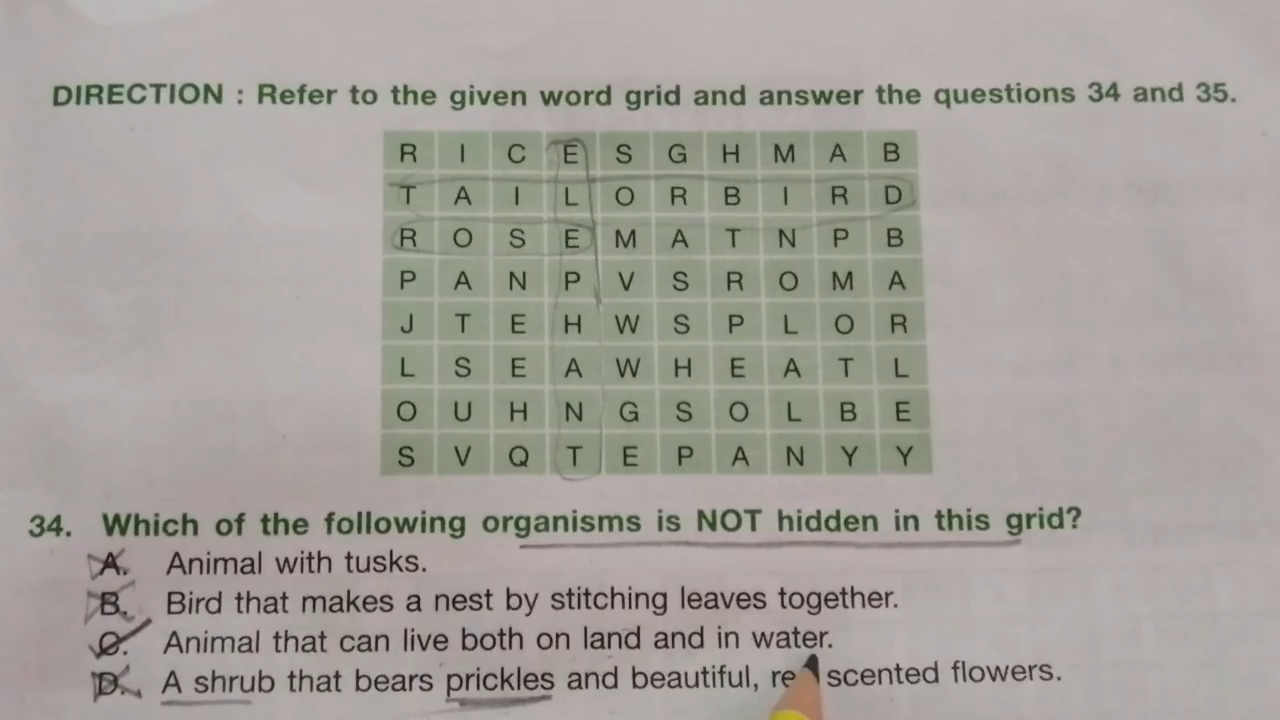 DIRECTION : Refer to the given word grid and answer the questions 34 and 35.
R I C E S G H M A B
T A I L O R B I R D
R O S E M A T N P B
P A N P V S R O M A
J T E H W S P L O R
L S E A W H E A T L
O U H N G S O L B E
S V Q T E P A N Y Y
34. Which of the following organisms is NOT hidden in this grid?
A. Animal with tusks.
B. Bird that makes a nest by stitching leaves together.
C. Animal that can live both on land and in water.
D. A shrub that bears prickles and beautiful, re scented flowers.